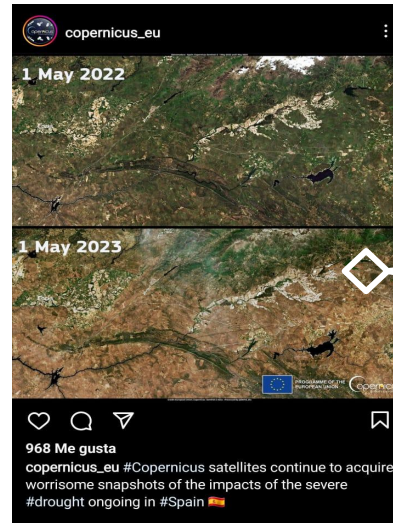 copernicus_eu
1 May 2022
1 May 2023
PROGRAMME OF THE
EUROPEAN UNION
opernicus
968 Me gusta
copernicus_eu #Copernicus satellites continue to acquire
worrisome snapshots of the impacts of the severe
#drought ongoing in #Spain 🇪🇸